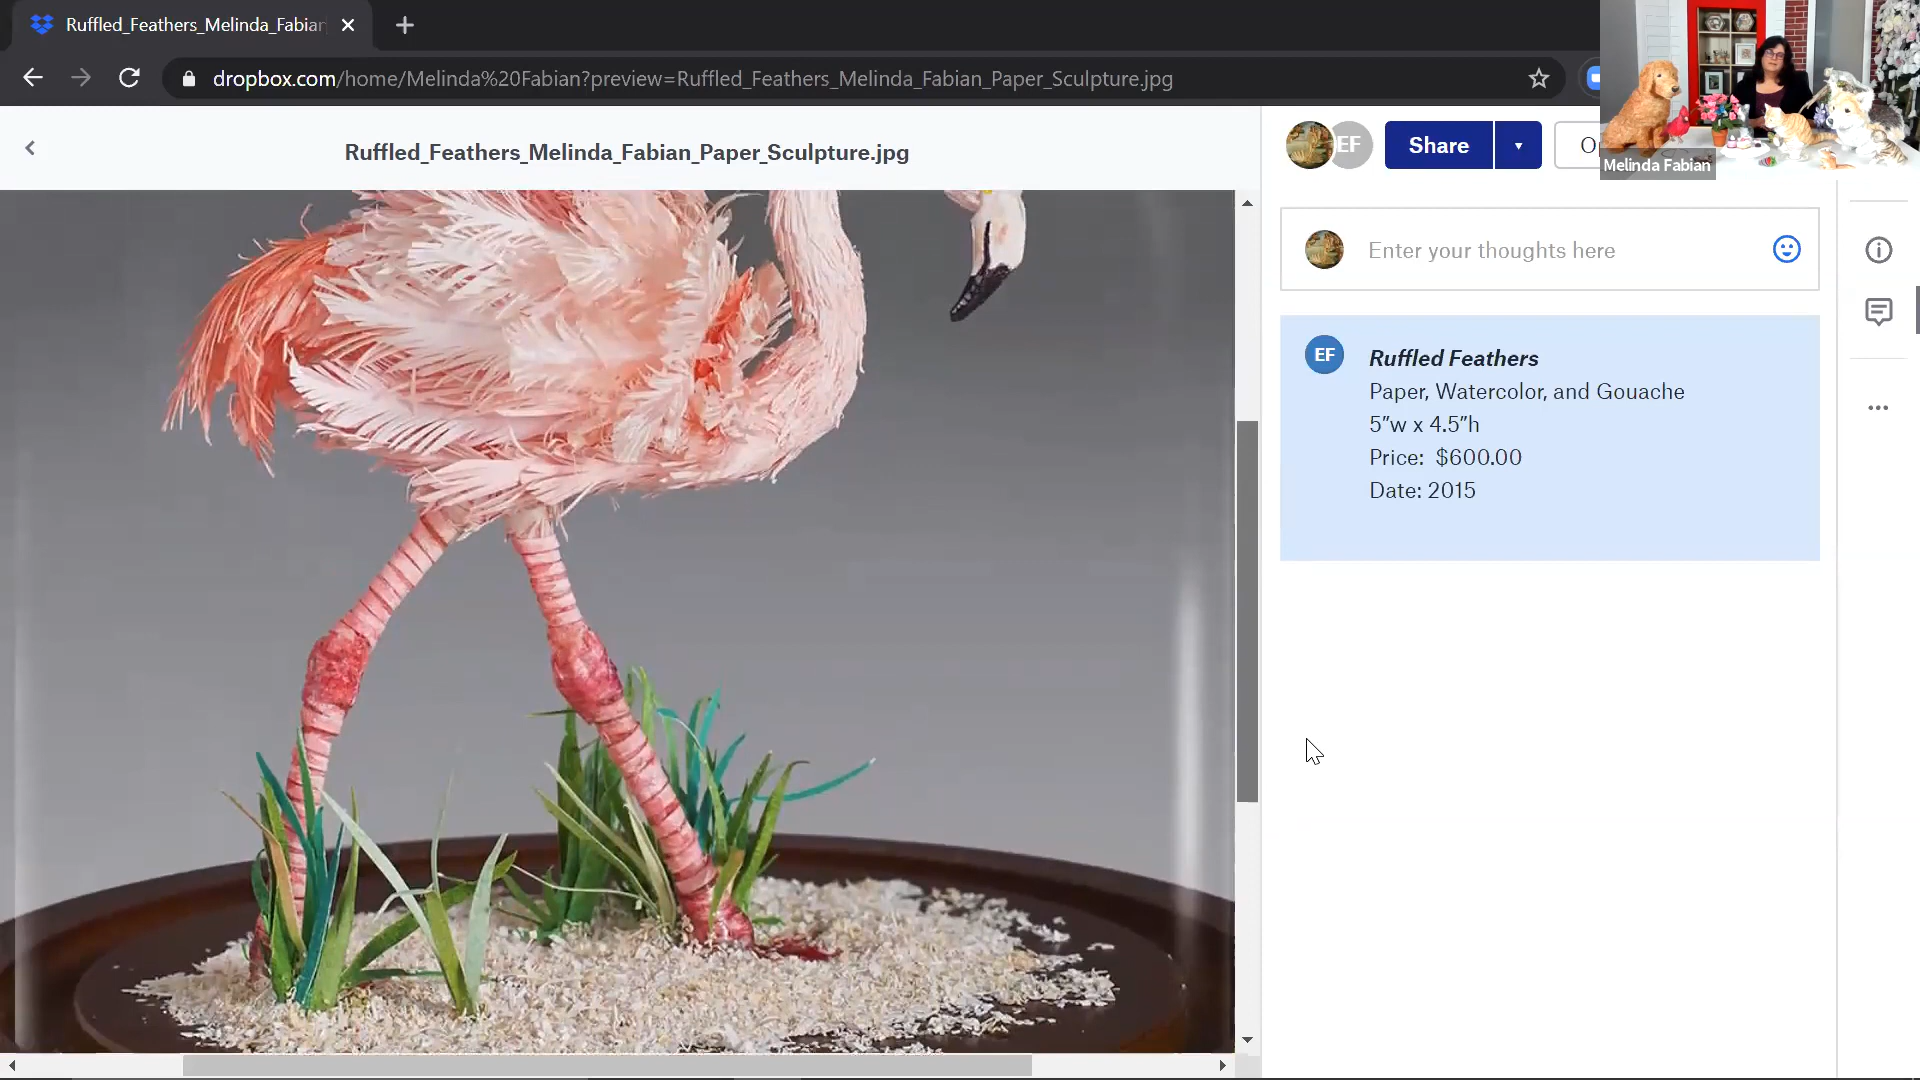 Ruffled_Feathers_Melinda_Fabian
dropbox.com/home/Melinda%20Fabian?preview=Ruffled_Feathers_Melinda_Fabian_Paper_Sculpture.jpg
Ruffled_Feathers_Melinda_Fabian_Paper_Sculpture.jpg
EF
Share
Melinda Fabian
Enter your thoughts here
EF
Ruffled Feathers
Paper, Watercolor, and Gouache
5”w x 4.5”h
Price: $600.00
Date: 2015